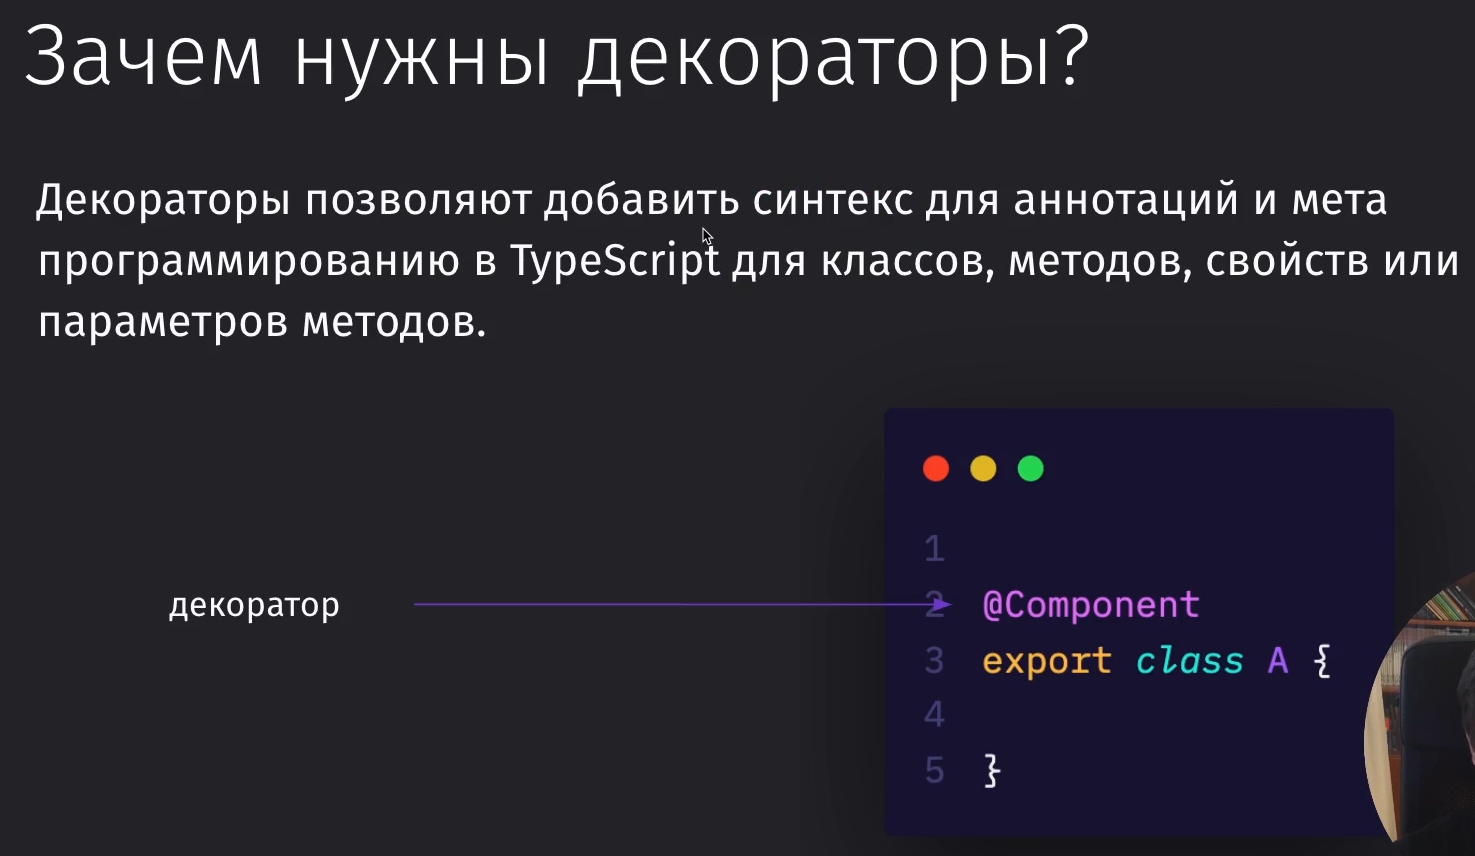 Зачем нужны декораторы?
Декораторы позволяют добавить синтекс для аннотаций и мета
программированию в TypeScript для классов, методов, свойств или
параметров методов.
1
декоратор
2 @Component
3 export class A {
4
5 }